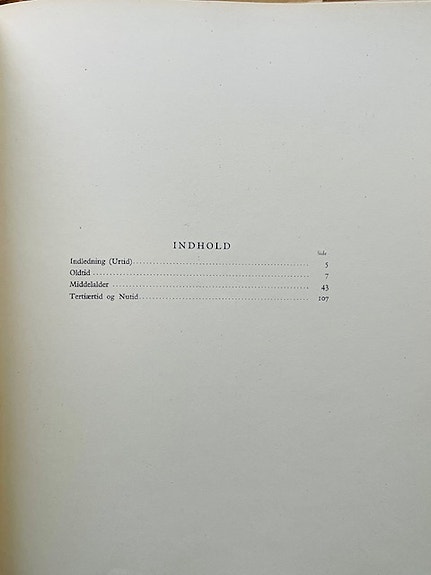 INDHOLD
Side
Indledning (Urtid) 5
Oldtid 7
Middelalder 43
Tertiærtid og Nutid 107